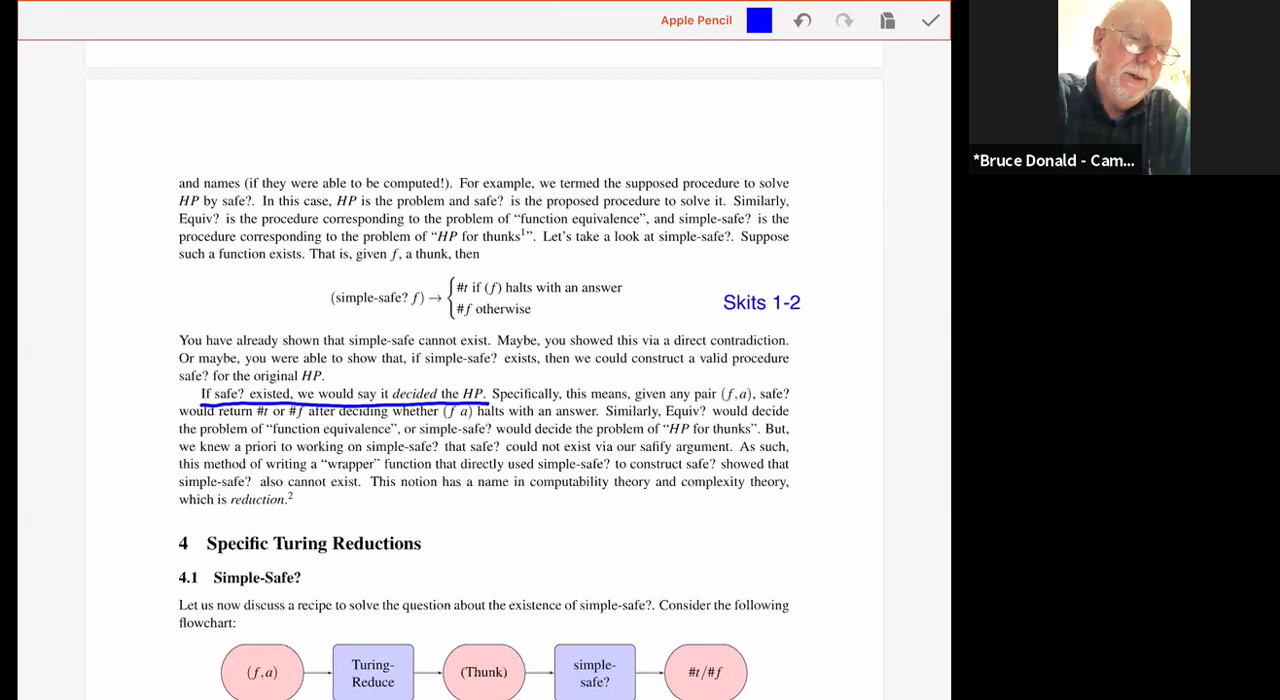 Apple Pencil
*Bruce Donald - Cam...
and names (if they were able to be computed!). For example, we termed the supposed procedure to solve
HP by safe?. In this case, HP is the problem and safe? is the proposed procedure to solve it. Similarly,
Equiv? is the procedure corresponding to the problem of “function equivalence”, and simple-safe? is the
procedure corresponding to the problem of “HP for thunks¹”. Let’s take a look at simple-safe?. Suppose
such a function exists. That is, given f, a thunk, then
(simple-safe? f) → { #t if (f) halts with an answer
#f otherwise
Skits 1-2
You have already shown that simple-safe cannot exist. Maybe, you showed this via a direct contradiction.
Or maybe, you were able to show that, if simple-safe? exists, then we could construct a valid procedure
safe? for the original HP.
If safe? existed, we would say it decided the HP. Specifically, this means, given any pair (f,a), safe?
would return #t or #f after deciding whether (f a) halts with an answer. Similarly, Equiv? would decide
the problem of “function equivalence”, or simple-safe? would decide the problem of “HP for thunks”. But,
we knew a priori to working on simple-safe? that safe? could not exist via our safify argument. As such,
this method of writing a “wrapper” function that directly used simple-safe? to construct safe? showed that
simple-safe? also cannot exist. This notion has a name in computability theory and complexity theory,
which is reduction.²
4 Specific Turing Reductions
4.1 Simple-Safe?
Let us now discuss a recipe to solve the question about the existence of simple-safe?. Consider the following
flowchart:
(f,a)
Turing-
Reduce
(Thunk)
simple-
safe?
#t/#f